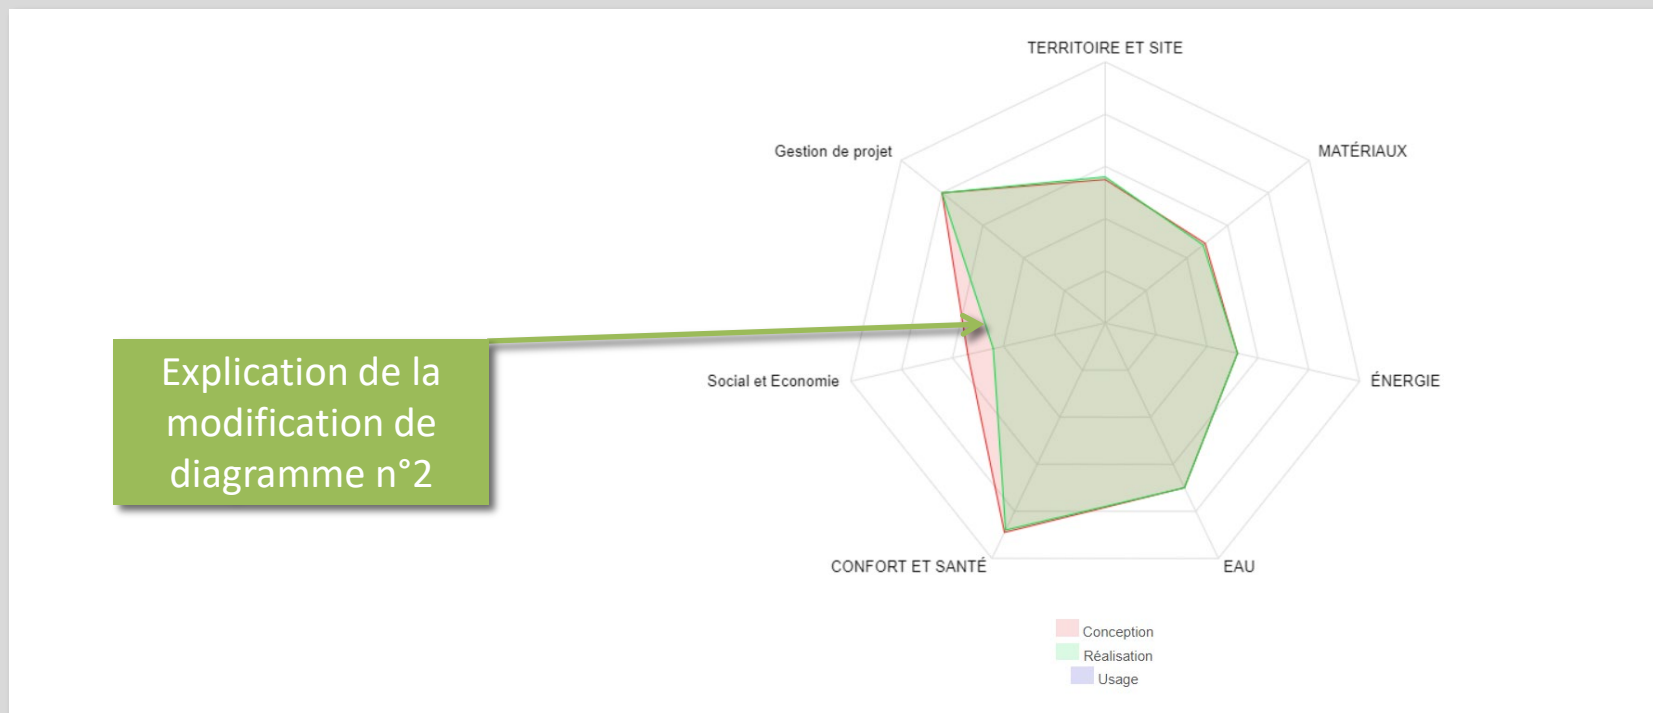 TERRITOIRE ET SITE
Gestion de projet
MATÉRIAUX
Explication de la
modification de
diagramme n°2
Social et Economie
ÉNERGIE
CONFORT ET SANTÉ
EAU
Conception
Réalisation
Usage